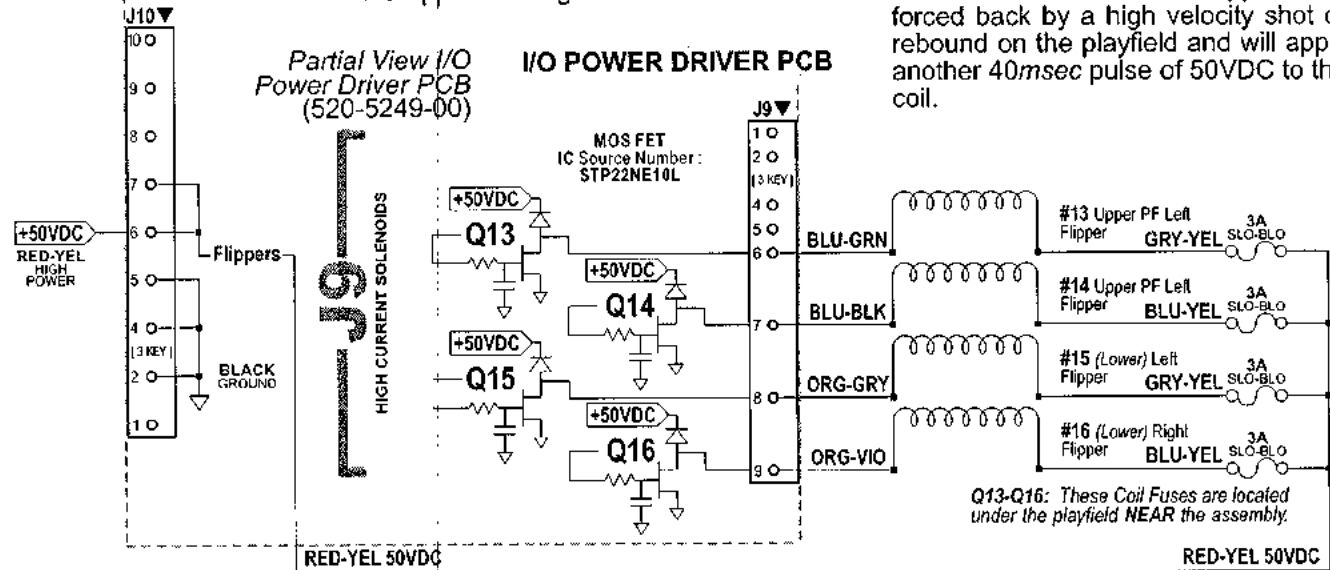 forced back by a high velocity shot
rebound on the playfield and will
another 40msec pulse of 50VDC to
coil.
J10▼
10
9
8
7
6
5
4
[3 KEY]
2
1
+50VDC
RED-YEL
HIGH
POWER
Flippers
BLACK
GROUND
Partial View I/O
Power Driver PCB
(520-5249-00)
J9
HIGH CURRENT SOLENOIDS
I/O POWER DRIVER PCB
MOS FET
IC Source Number :
STP22NE10L
+50VDC
Q13
+50VDC
Q14
+50VDC
Q15
+50VDC
Q16
J9▼
1
2
[3 KEY]
4
5
6
7
8
9
BLU-GRN
BLU-BLK
ORG-GRY
ORG-VIO
#13 Upper PF Left
Flipper GRY-YEL
3A
SLO-BLO
#14 Upper PF Left
Flipper BLU-YEL
3A
SLO-BLO
#15 (Lower) Left
Flipper GRY-YEL
3A
SLO-BLO
#16 (Lower) Right
Flipper BLU-YEL
3A
SLO-BLO
Q13-Q16: These Coil Fuses are located
under the playfield NEAR the assembly.
RED-YEL 50VDC
RED-YEL 50VDC